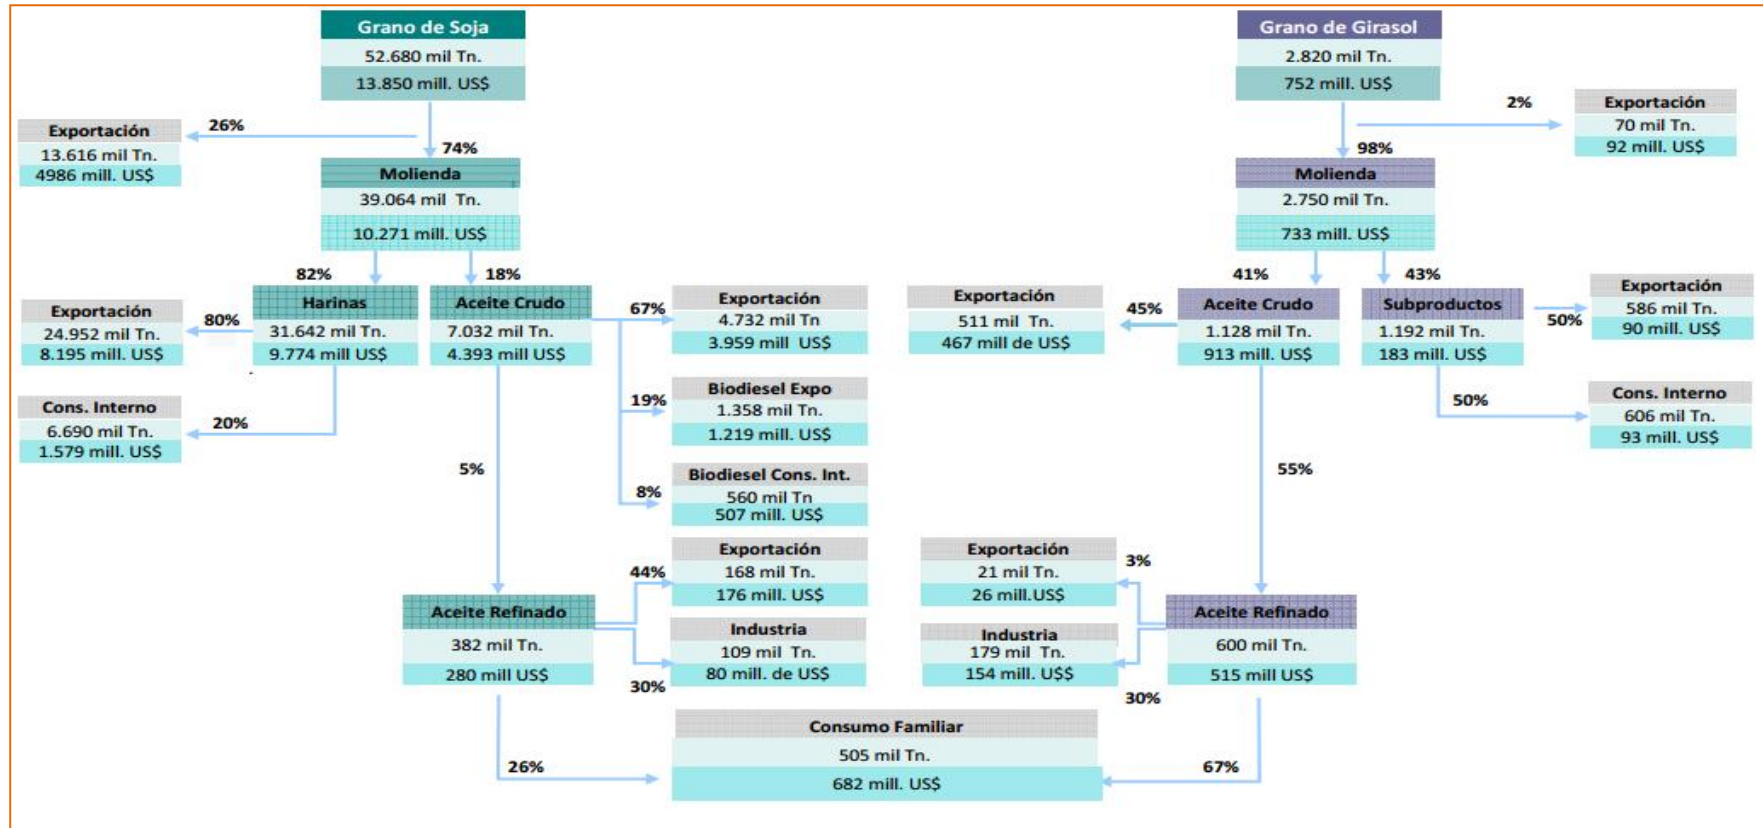 Grano de Soja
52.680 mil Tn.
13.850 mill. US$
26%
Exportación
13.616 mil Tn.
4986 mill. US$
74%
Molienda
39.064 mil Tn.
10.271 mill. US$
82%
18%
Harinas
31.642 mil Tn.
9.774 mill US$
Aceite Crudo
7.032 mil Tn.
4.393 mill US$
80%
Exportación
24.952 mil Tn.
8.195 mill. US$
20%
Cons. Interno
6.690 mil Tn.
1.579 mill. US$
67%
Exportación
4.732 mil Tn
3.959 mill US$
19%
Biodiesel Expo
1.358 mil Tn.
1.219 mill. US$
8%
Biodiesel Cons. Int.
560 mil Tn
507 mill. US$
5%
Aceite Refinado
382 mil Tn.
280 mill US$
44%
Exportación
168 mil Tn.
176 mill. US$
30%
Industria
109 mil Tn.
80 mill. de US$
26%
Consumo Familiar
505 mil Tn.
682 mill. US$
Grano de Girasol
2.820 mil Tn.
752 mill. US$
2%
Exportación
70 mil Tn.
92 mill. US$
98%
Molienda
2.750 mil Tn.
733 mill. US$
41%
43%
Aceite Crudo
1.128 mil Tn.
913 mill. US$
Subproductos
1.192 mil Tn.
183 mill. US$
45%
Exportación
511 mil Tn.
467 mill de US$
50%
Exportación
586 mil Tn.
90 mill. US$
50%
Cons. Interno
606 mil Tn.
93 mill. US$
55%
Aceite Refinado
600 mil Tn.
515 mill US$
3%
Exportación
21 mil Tn.
26 mill.US$
30%
Industria
179 mil Tn.
154 mill. U$$
67%